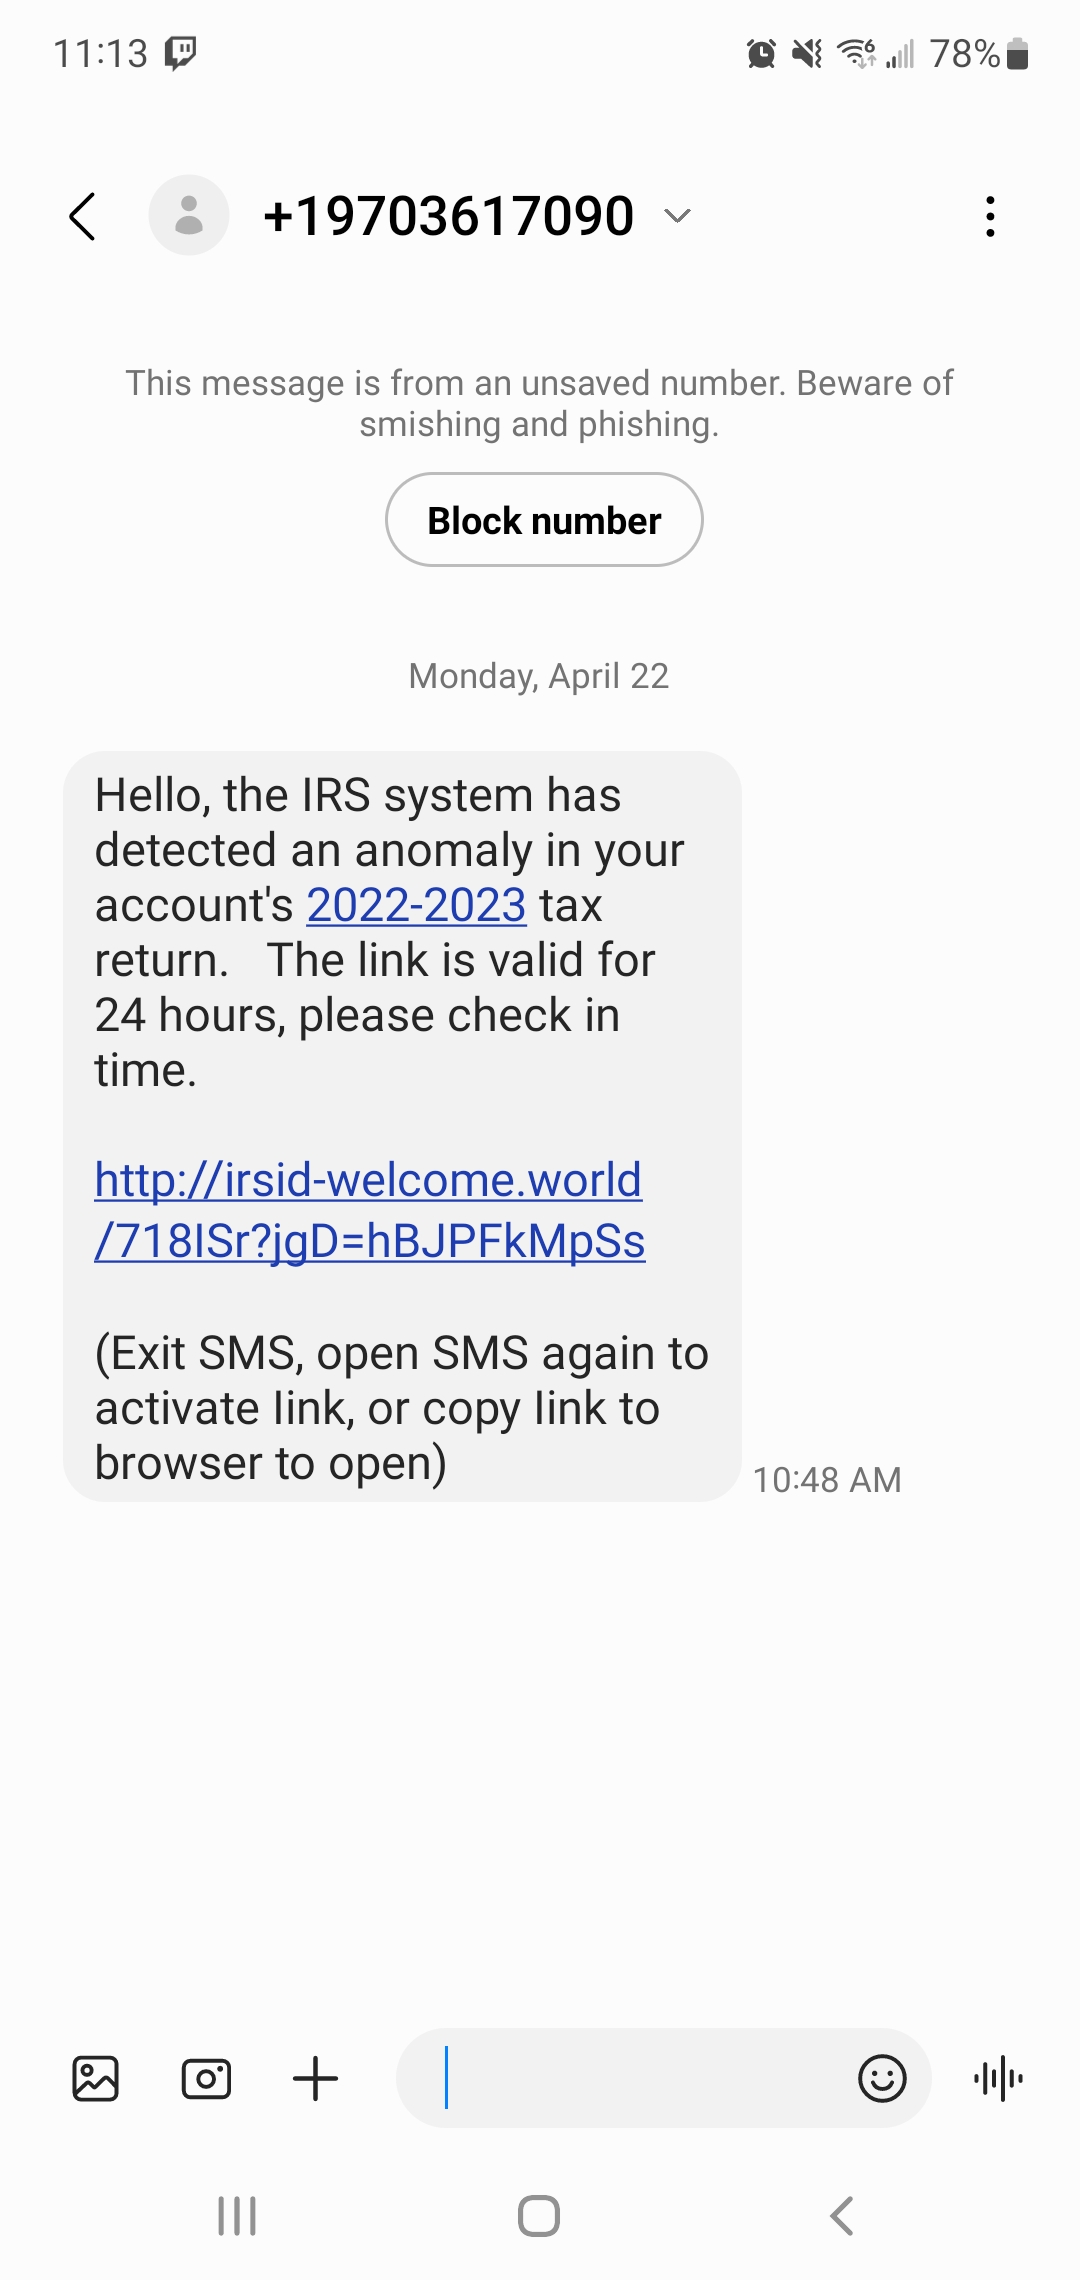 11:13
6
78%
+19703617090
This message is from an unsaved number. Beware of
smishing and phishing.
Block number
Monday, April 22
Hello, the IRS system has
detected an anomaly in your
account's 2022-2023 tax
return.   The link is valid for
24 hours, please check in
time.
http://irsid-welcome.world
/718ISr?jgD=hBJPFkMpSs
(Exit SMS, open SMS again to
activate link, or copy link to
browser to open)
10:48 AM